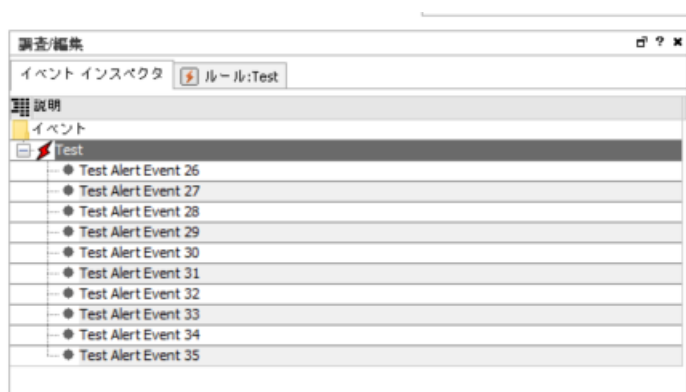 調査/編集
イベント インスペクタ ルール:Test
説明
イベント
Test
Test Alert Event 26
Test Alert Event 27
Test Alert Event 28
Test Alert Event 29
Test Alert Event 30
Test Alert Event 31
Test Alert Event 32
Test Alert Event 33
Test Alert Event 34
Test Alert Event 35